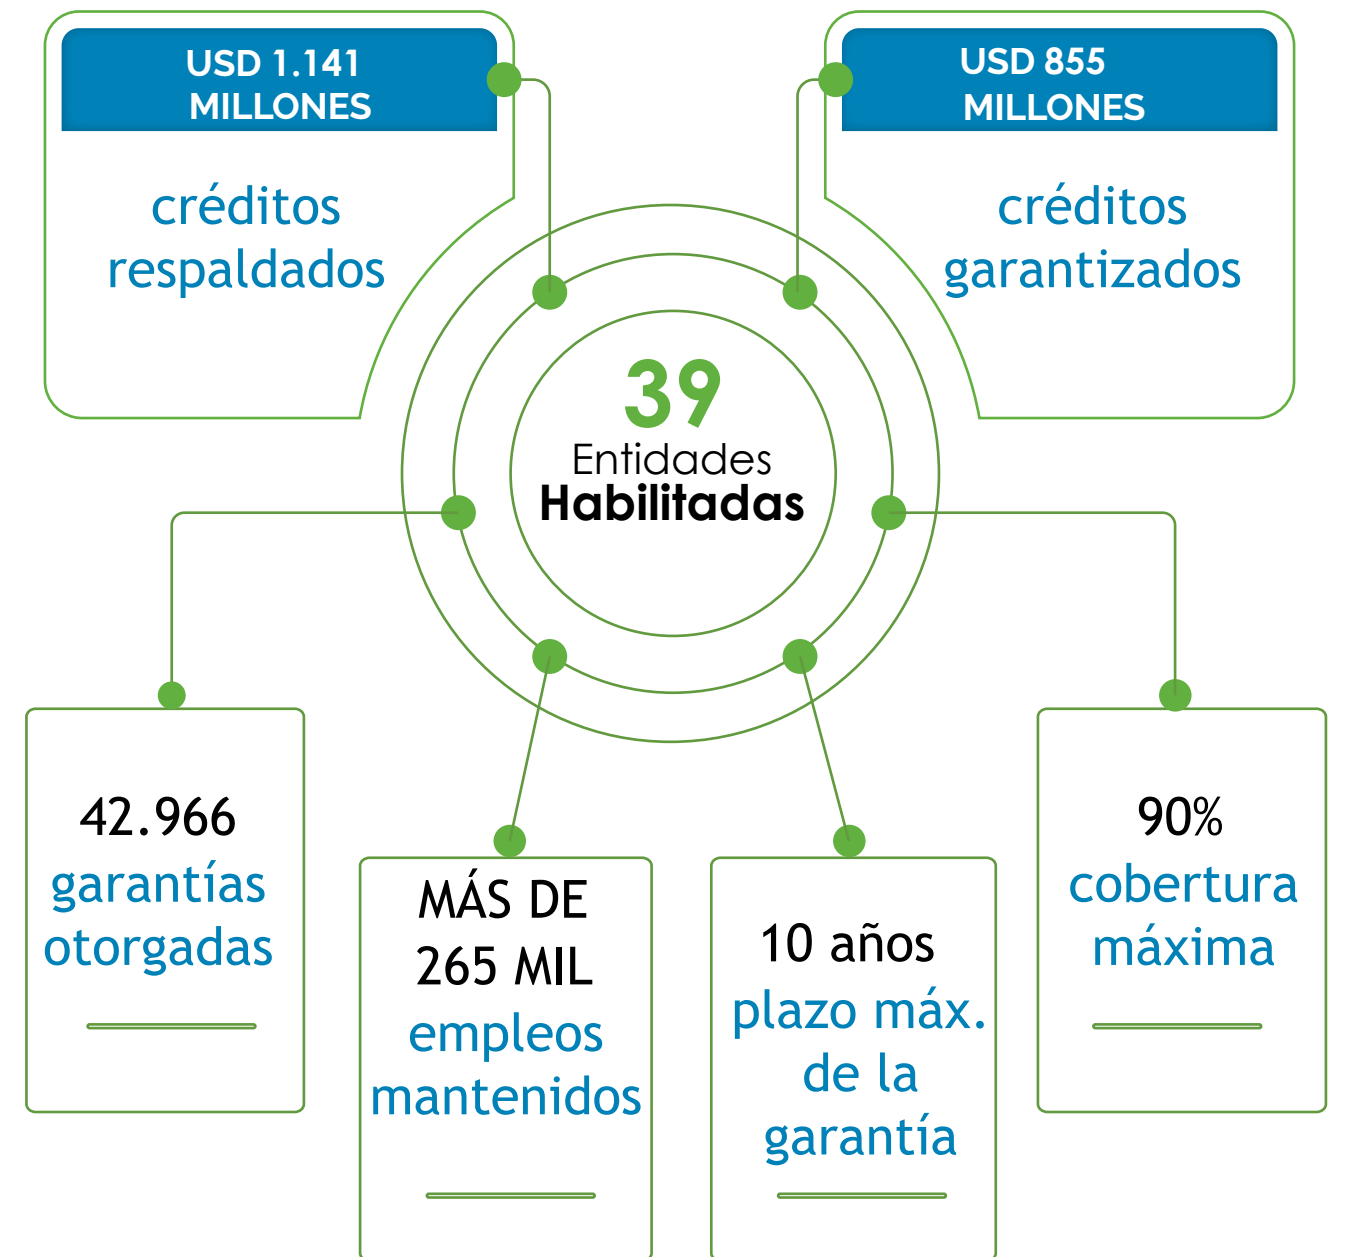 USD 1.141
MILLONES
créditos
respaldados
USD 855
MILLONES
créditos
garantizados
39
Entidades
Habilitadas
42.966
garantías
otorgadas
MÁS DE
265 MIL
empleos
mantenidos
10 años
plazo máx.
de la
garantía
90%
cobertura
máxima